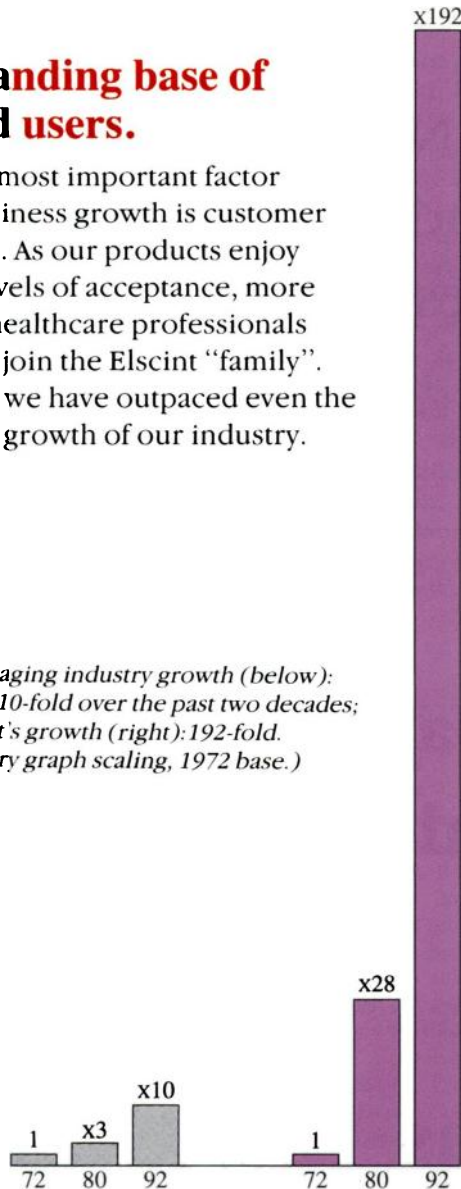 x192
anding base of
d users.
most important factor
iness growth is customer
. As our products enjoy
vels of acceptance, more
healthcare professionals
join the Elscint “family”.
we have outpaced even the
growth of our industry.
aging industry growth (below):
10-fold over the past two decades;
t's growth (right): 192-fold.
ry graph scaling, 1972 base.)
x28
x10
x3
1
1
72 80 92 72 80 92